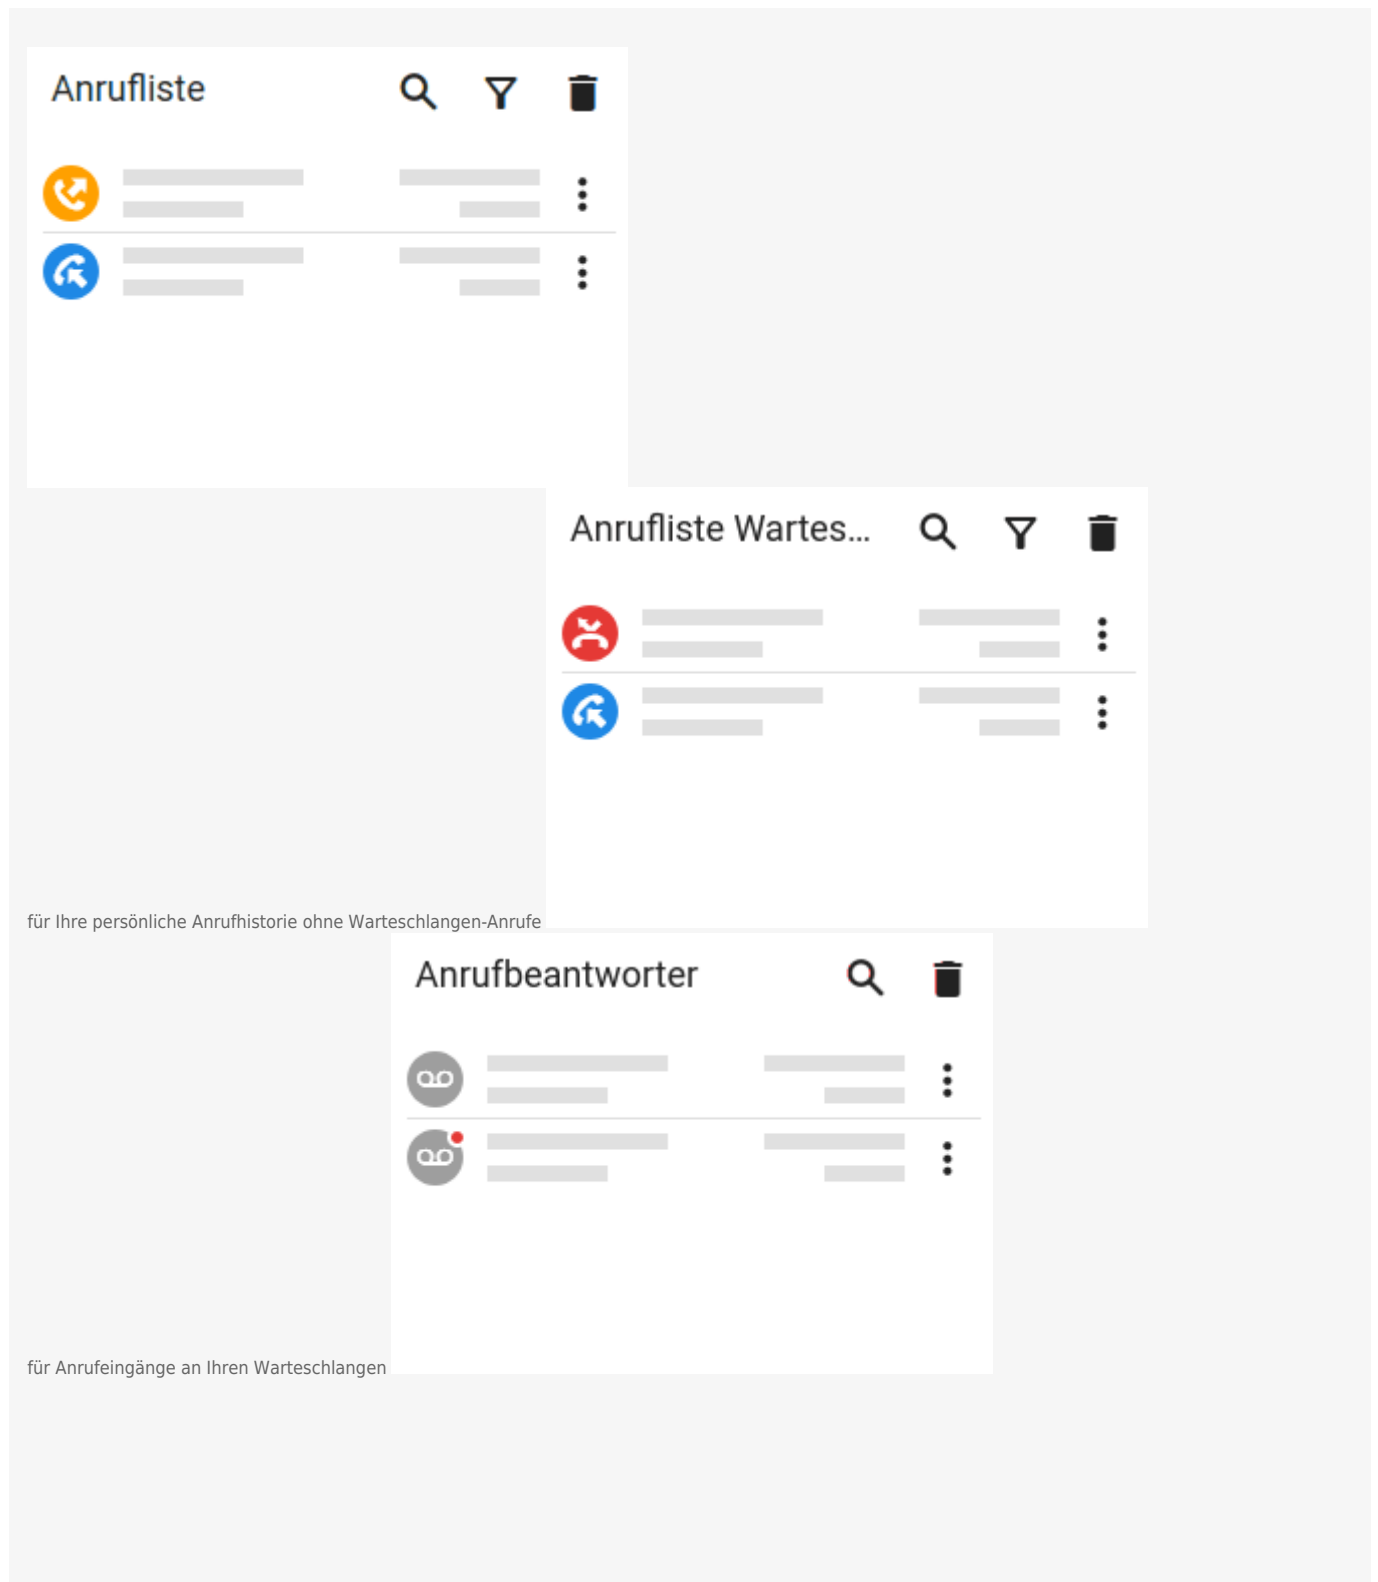 Anrufliste
Anrufliste Wartes...
für Ihre persönliche Anrufhistorie ohne Warteschlangen-Anrufe
Anrufbeantworter
für Anrufeingänge an Ihren Warteschlangen